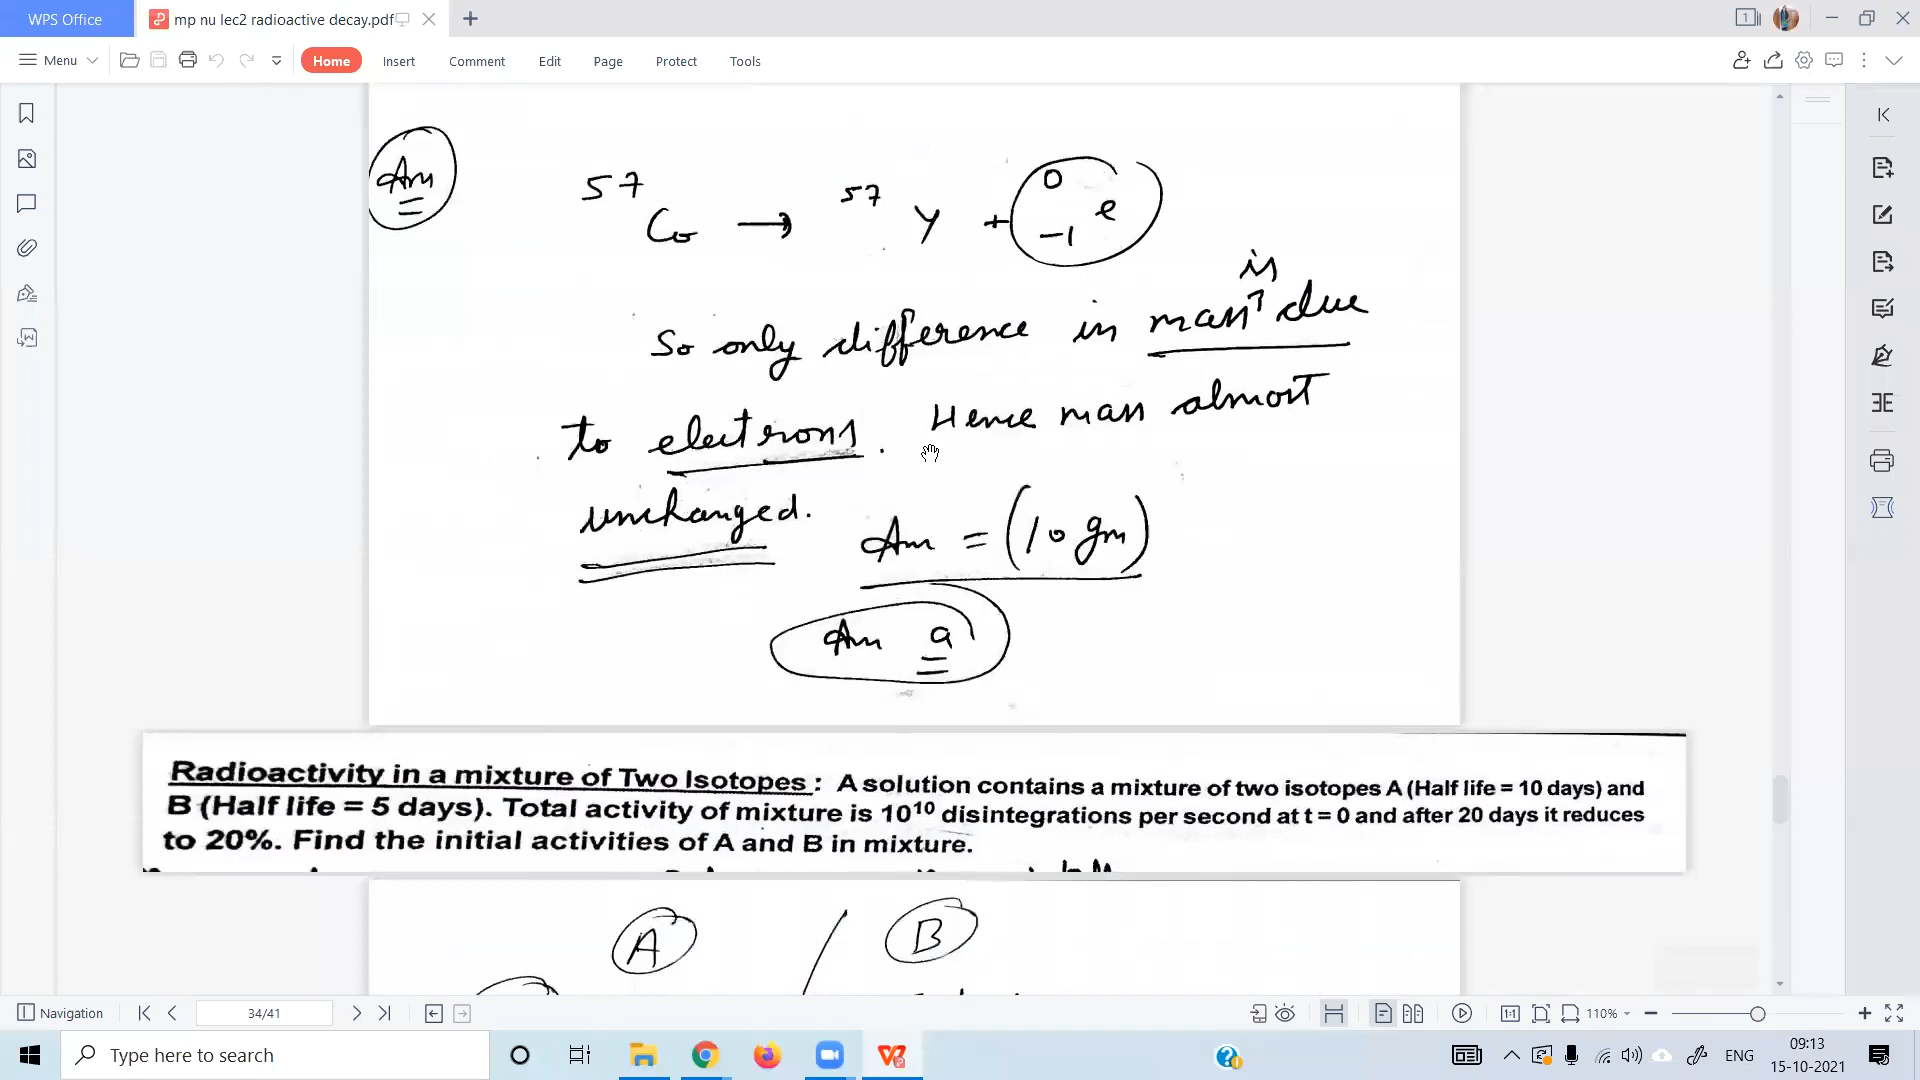 WPS Office
mp nu lec2 radioactive decay.pdf
Menu
Home Insert Comment Edit Page Protect Tools
Am
57 Co → 57 Y + 0 -1 e
is
So only difference in mass due
to electrons. Hence mass almost
unchanged.
Am = (10 gm)
Am a
Radioactivity in a mixture of Two Isotopes : A solution contains a mixture of two isotopes A (Half life = 10 days) and
B (Half life = 5 days). Total activity of mixture is 10¹⁰ disintegrations per second at t = 0 and after 20 days it reduces
to 20%. Find the initial activities of A and B in mixture.
A B
Navigation 34/41 1:1 110%
Type here to search ENG 09:13
15-10-2021